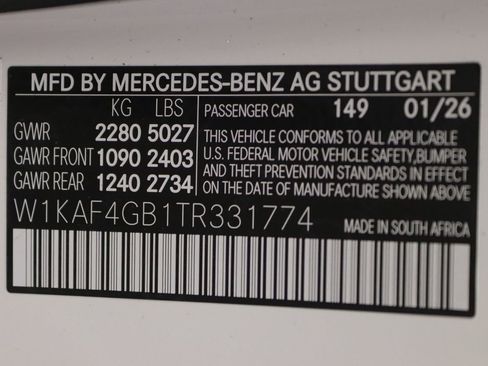 MFD BY MERCEDES-BENZ AG STUTTGART
KG LBS
GVWR 2280 5027
GAWR FRONT 1090 2403
GAWR REAR 1240 2734
PASSENGER CAR 149 01/26
THIS VEHICLE CONFORMS TO ALL APPLICABLE
U.S. FEDERAL MOTOR VEHICLE SAFETY,BUMPER
AND THEFT PREVENTION STANDARDS IN EFFECT
ON THE DATE OF MANUFACTURE SHOWN ABOVE.
W1KAF4GB1TR331774
MADE IN SOUTH AFRICA